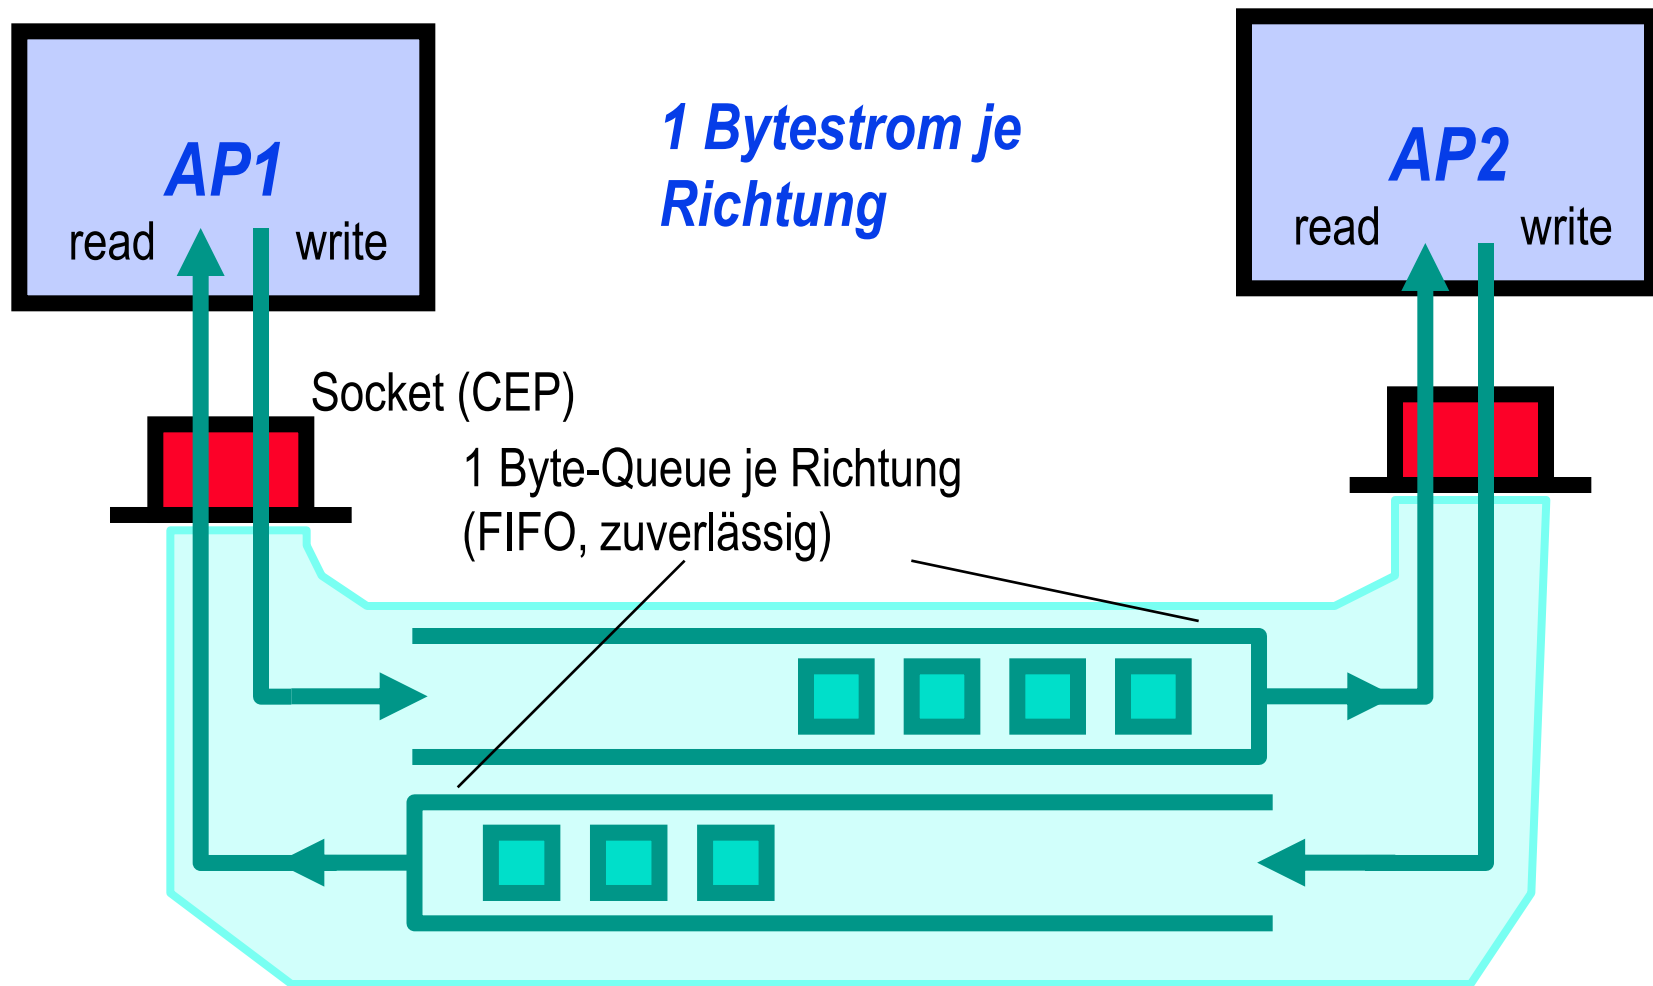 AP1
read write
1 Bytestrom je
Richtung
AP2
read write
Socket (CEP)
1 Byte-Queue je Richtung
(FIFO, zuverlässig)